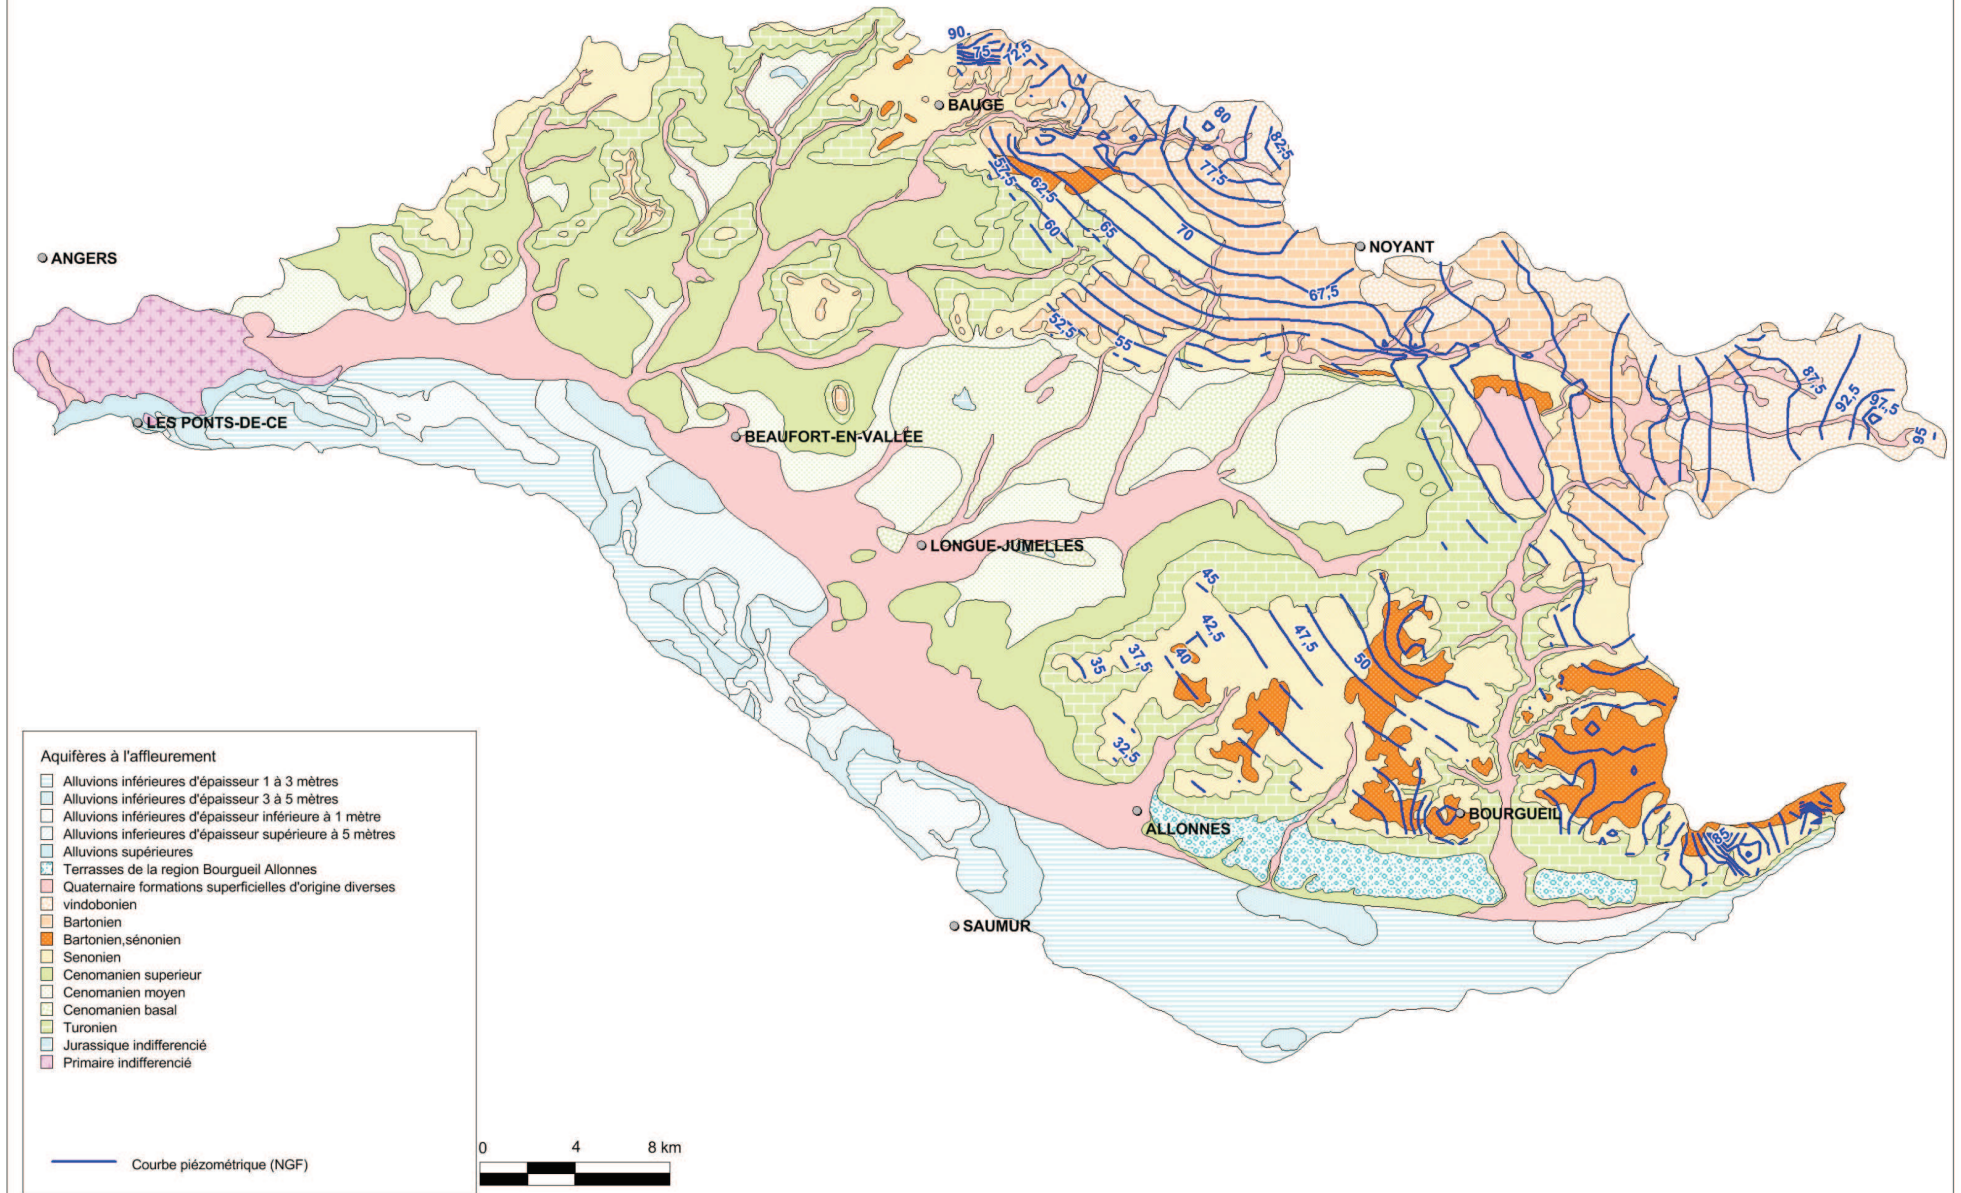 90
75
72,5
BAUGE
80
82,5
77,5
57,5
62,5
60
65
70
NOYANT
ANGERS
67,5
52,5
55
87,5
92,5
97,5
95
LES PONTS-DE-CE
BEAUFORT-EN-VALLEE
LONGUE-JUMELLES
45
42,5
47,5
35
37,5
40
50
32,5
ALLONNES
BOURGUEIL
85
SAUMUR
Aquifères à l'affleurement
Alluvions inférieures d'épaisseur 1 à 3 mètres
Alluvions inférieures d'épaisseur 3 à 5 mètres
Alluvions inférieures d'épaisseur inférieure à 1 mètre
Alluvions inferieures d'épaisseur supérieure à 5 mètres
Alluvions supérieures
Terrasses de la region Bourgueil Allonnes
Quaternaire formations superficielles d'origine diverses
vindobonien
Bartonien
Bartonien,sénonien
Senonien
Cenomanien superieur
Cenomanien moyen
Cenomanien basal
Turonien
Jurassique indifferencié
Primaire indifferencié
Courbe piézométrique (NGF)
0 4 8 km